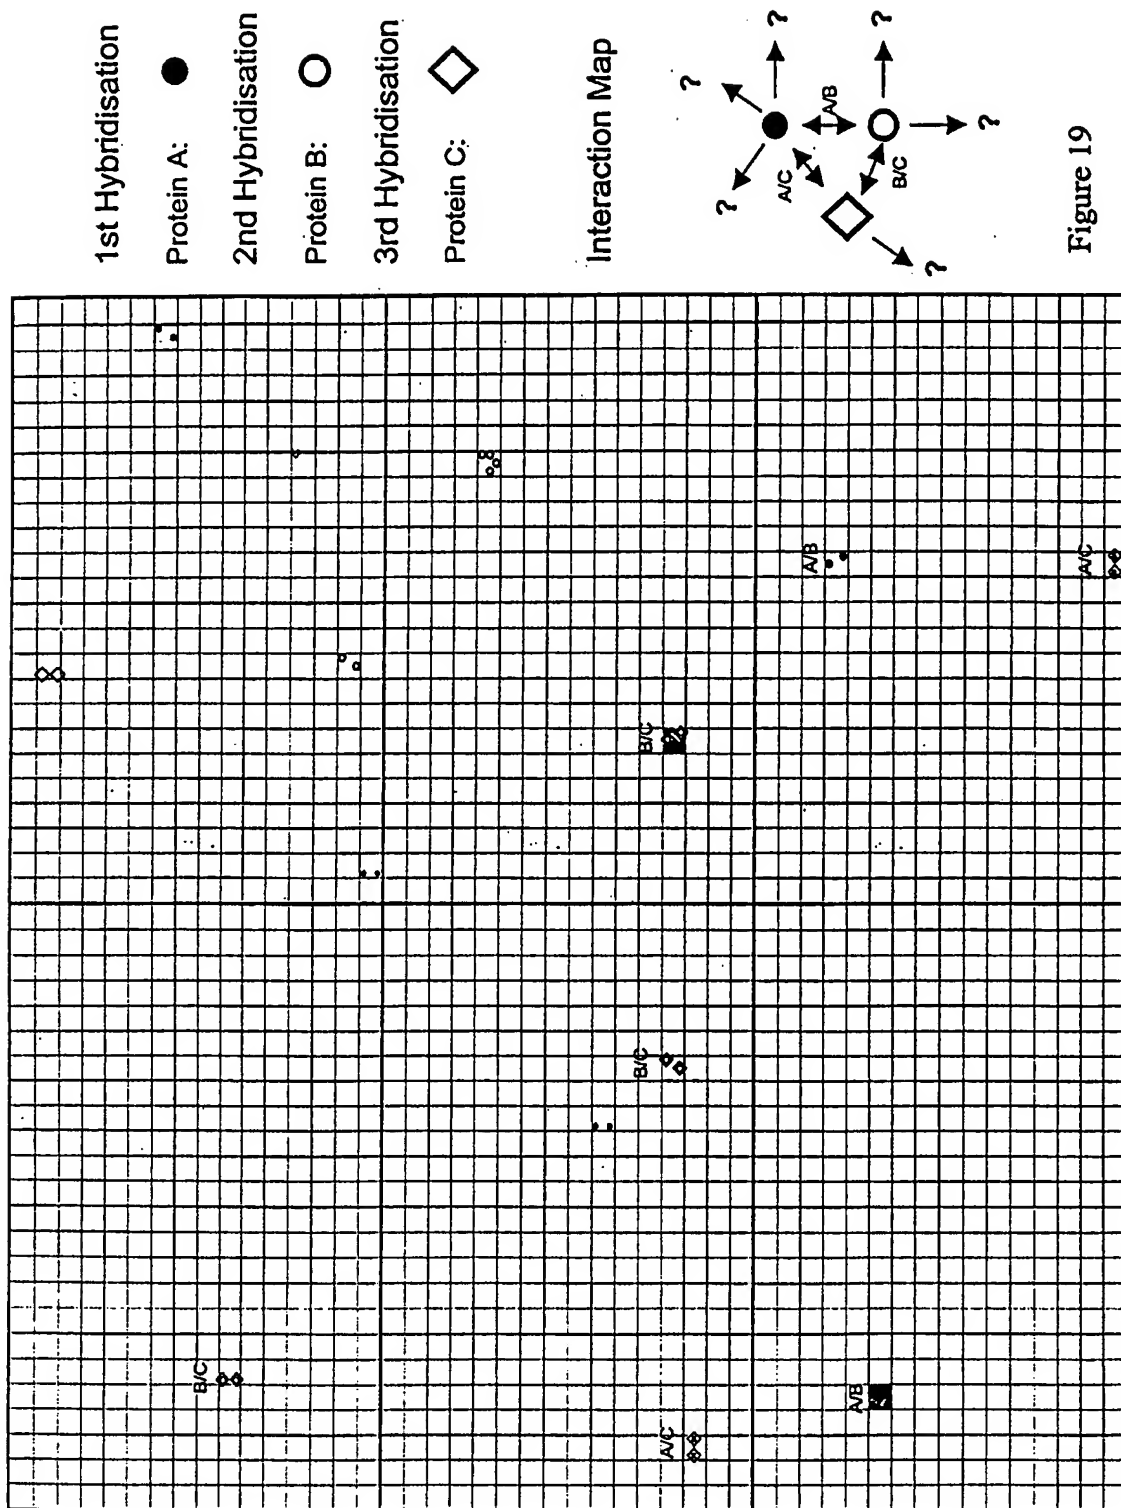 1st Hybridisation
Protein A:
2nd Hybridisation
Protein B:
3rd Hybridisation
Protein C:
Interaction Map
?
?
?
A/C
A/B
B/C
?
?
?
B/C
A/C
B/C
A/B
B/C
A/B
A/C
Figure 19